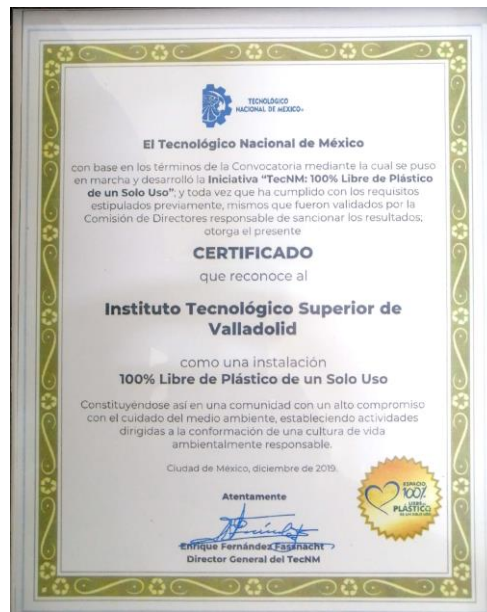 TECNOLÓGICO
NACIONAL DE MÉXICO®
El Tecnológico Nacional de México
con base en los términos de la Convocatoria mediante la cual se puso
en marcha y desarrolló la Iniciativa "TecNM: 100% Libre de Plástico
de un Solo Uso", y toda vez que ha cumplido con los requisitos
estipulados previamente, mismos que fueron validados por la
Comisión de Directores responsable de sancionar los resultados;
otorga el presente
CERTIFICADO
que reconoce al
Instituto Tecnológico Superior de
Valladolid
como una instalación
100% Libre de Plástico de un Solo Uso
Constituyéndose así en una comunidad con un alto compromiso
con el cuidado del medio ambiente, estableciendo actividades
dirigidas a la conformación de una cultura de vida
ambientalmente responsable.
Ciudad de México, diciembre de 2019.
ESPACIO
100%
LIBRE
PLÁSTICO
DE UN SOLO USO
Atentamente
Enrique Fernández Fassnacht
Director General del TecNM